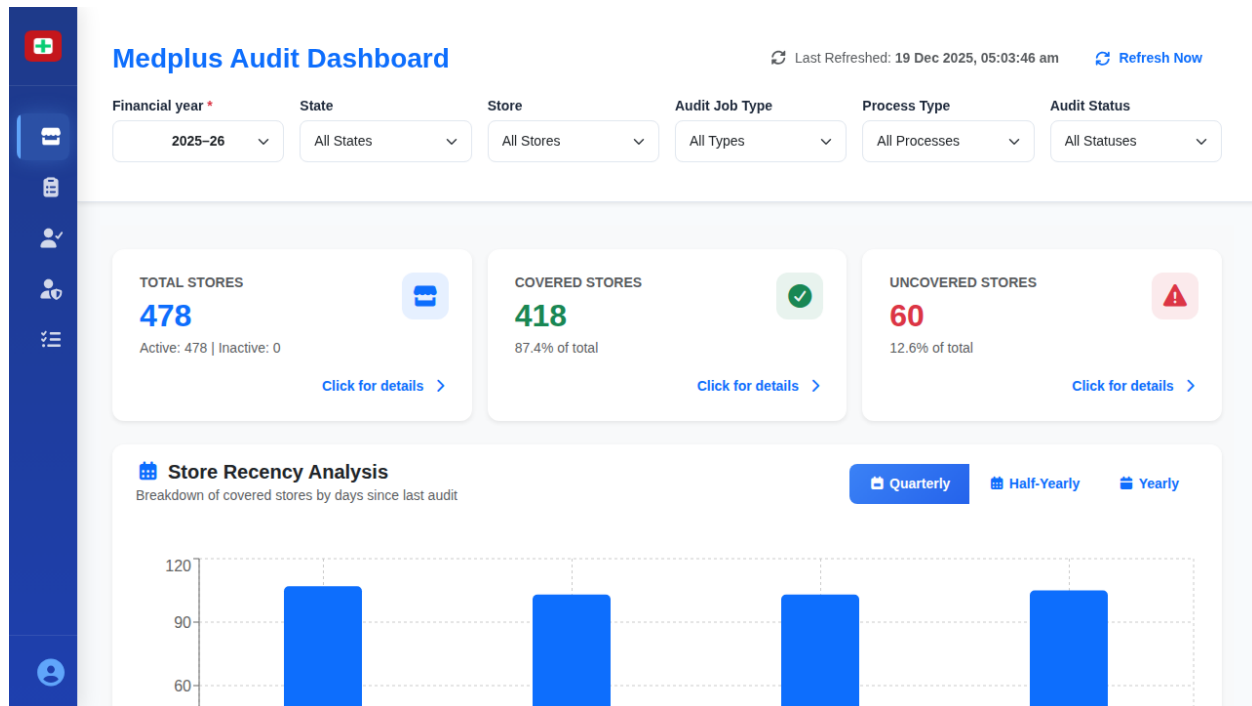 Medplus Audit Dashboard
Last Refreshed: 19 Dec 2025, 05:03:46 am
Refresh Now
Financial year *
State
Store
Audit Job Type
Process Type
Audit Status
2025–26
All States
All Stores
All Types
All Processes
All Statuses
TOTAL STORES
478
Active: 478 | Inactive: 0
Click for details
COVERED STORES
418
87.4% of total
Click for details
UNCOVERED STORES
60
12.6% of total
Click for details
Store Recency Analysis
Breakdown of covered stores by days since last audit
Quarterly
Half-Yearly
Yearly
120
90
60